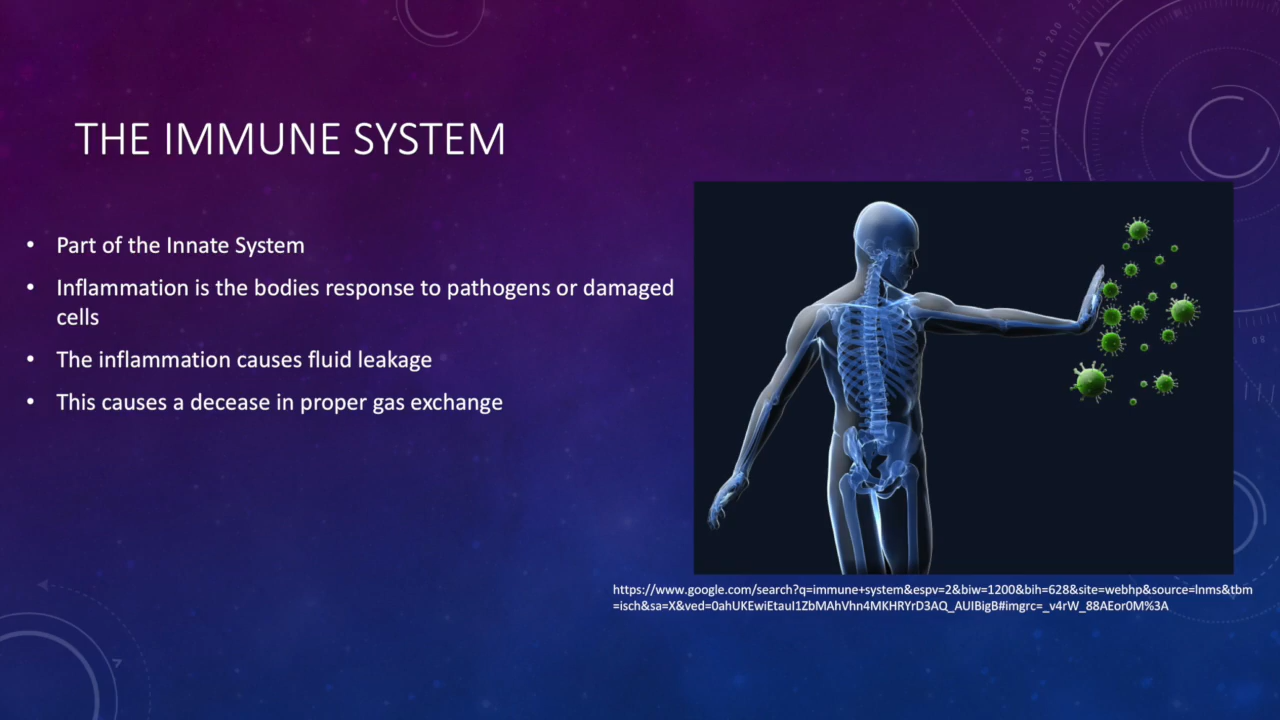 THE IMMUNE SYSTEM
• Part of the Innate System
• Inflammation is the bodies response to pathogens or damaged
cells
• The inflammation causes fluid leakage
• This causes a decease in proper gas exchange
https://www.google.com/search?q=immune+system&espv=2&biw=1200&bih=628&site=webhp&source=lnms&tbm
=isch&sa=X&ved=0ahUKEwiEtauI1ZbMAhVhn4MKHRYrD3AQ_AUIBigB#imgrc=_v4rW_88AEor0M%3A